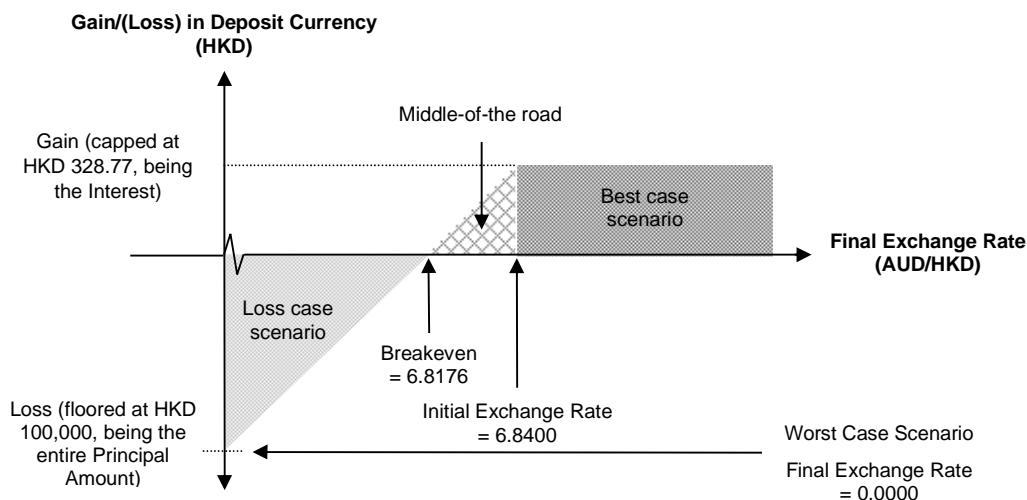 Gain/(Loss) in Deposit Currency
(HKD)
Middle-of-the road
Gain (capped at
HKD 328.77, being
the Interest)
Best case
scenario
Final Exchange Rate
(AUD/HKD)
Loss case
scenario
Breakeven
= 6.8176
Loss (floored at HKD
100,000, being the
entire Principal
Amount)
Initial Exchange Rate
= 6.8400
Worst Case Scenario
Final Exchange Rate
= 0.0000